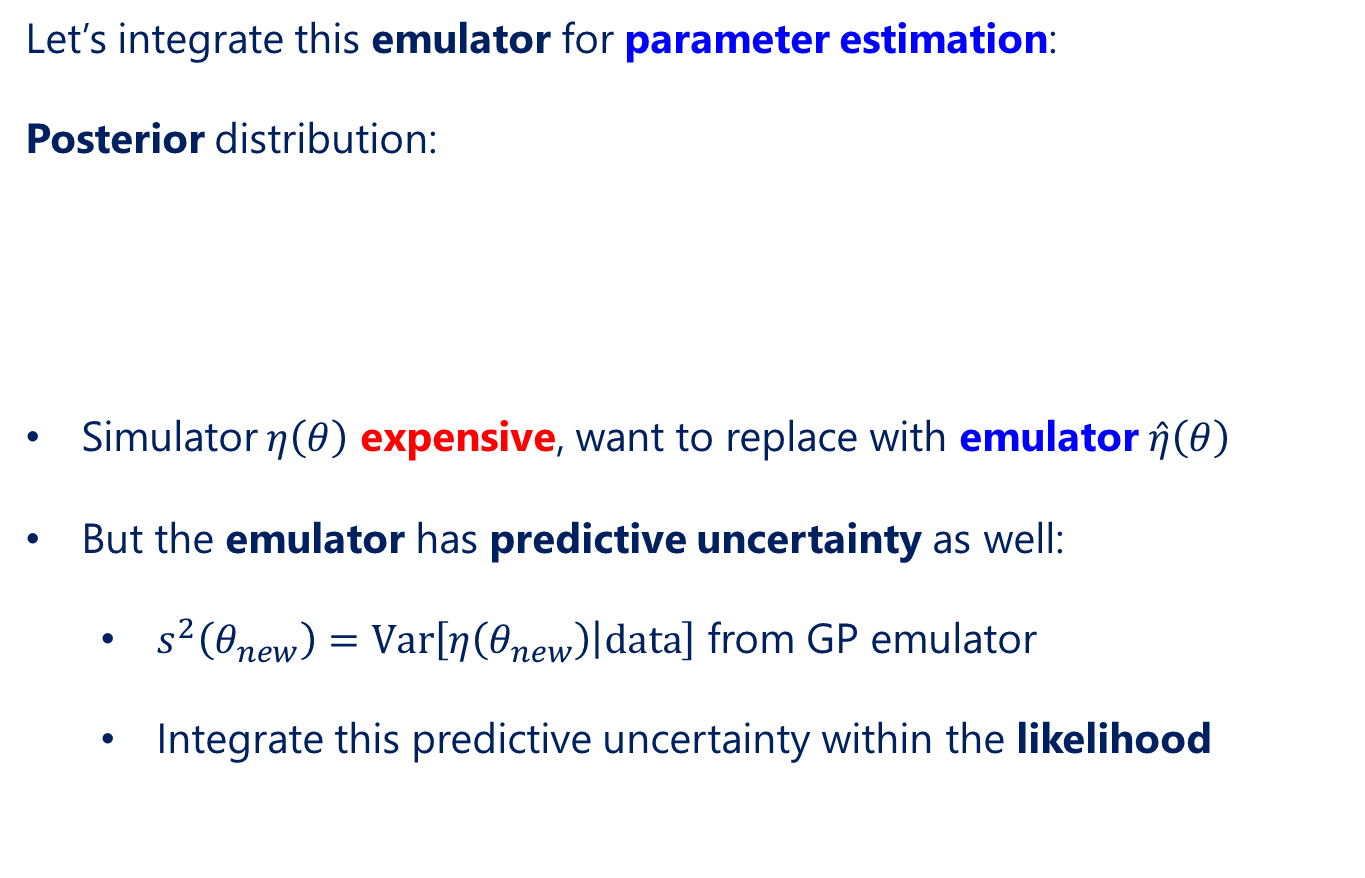 Let’s integrate this emulator for parameter estimation:
Posterior distribution:
• Simulator η(θ) expensive, want to replace with emulator η̂(θ)
• But the emulator has predictive uncertainty as well:
• s²(θ_new) = Var[η(θ_new)|data] from GP emulator
• Integrate this predictive uncertainty within the likelihood